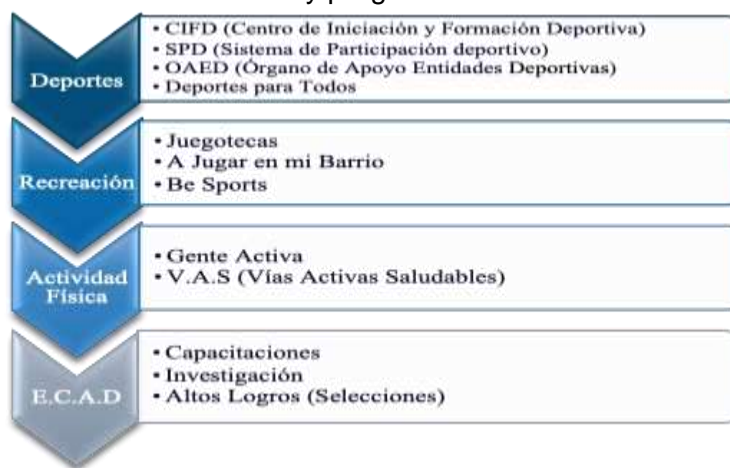 y prog
Deportes
• CIFD (Centro de Iniciación y Formación Deportiva)
• SPD (Sistema de Participación deportivo)
• OAED (Órgano de Apoyo Entidades Deportivas)
• Deportes para Todos
Recreación
• Juegotecas
• A Jugar en mi Barrio
• Be Sports
Actividad
Física
• Gente Activa
• V.A.S (Vías Activas Saludables)
E.C.A.D
• Capacitaciones
• Investigación
• Altos Logros (Selecciones)